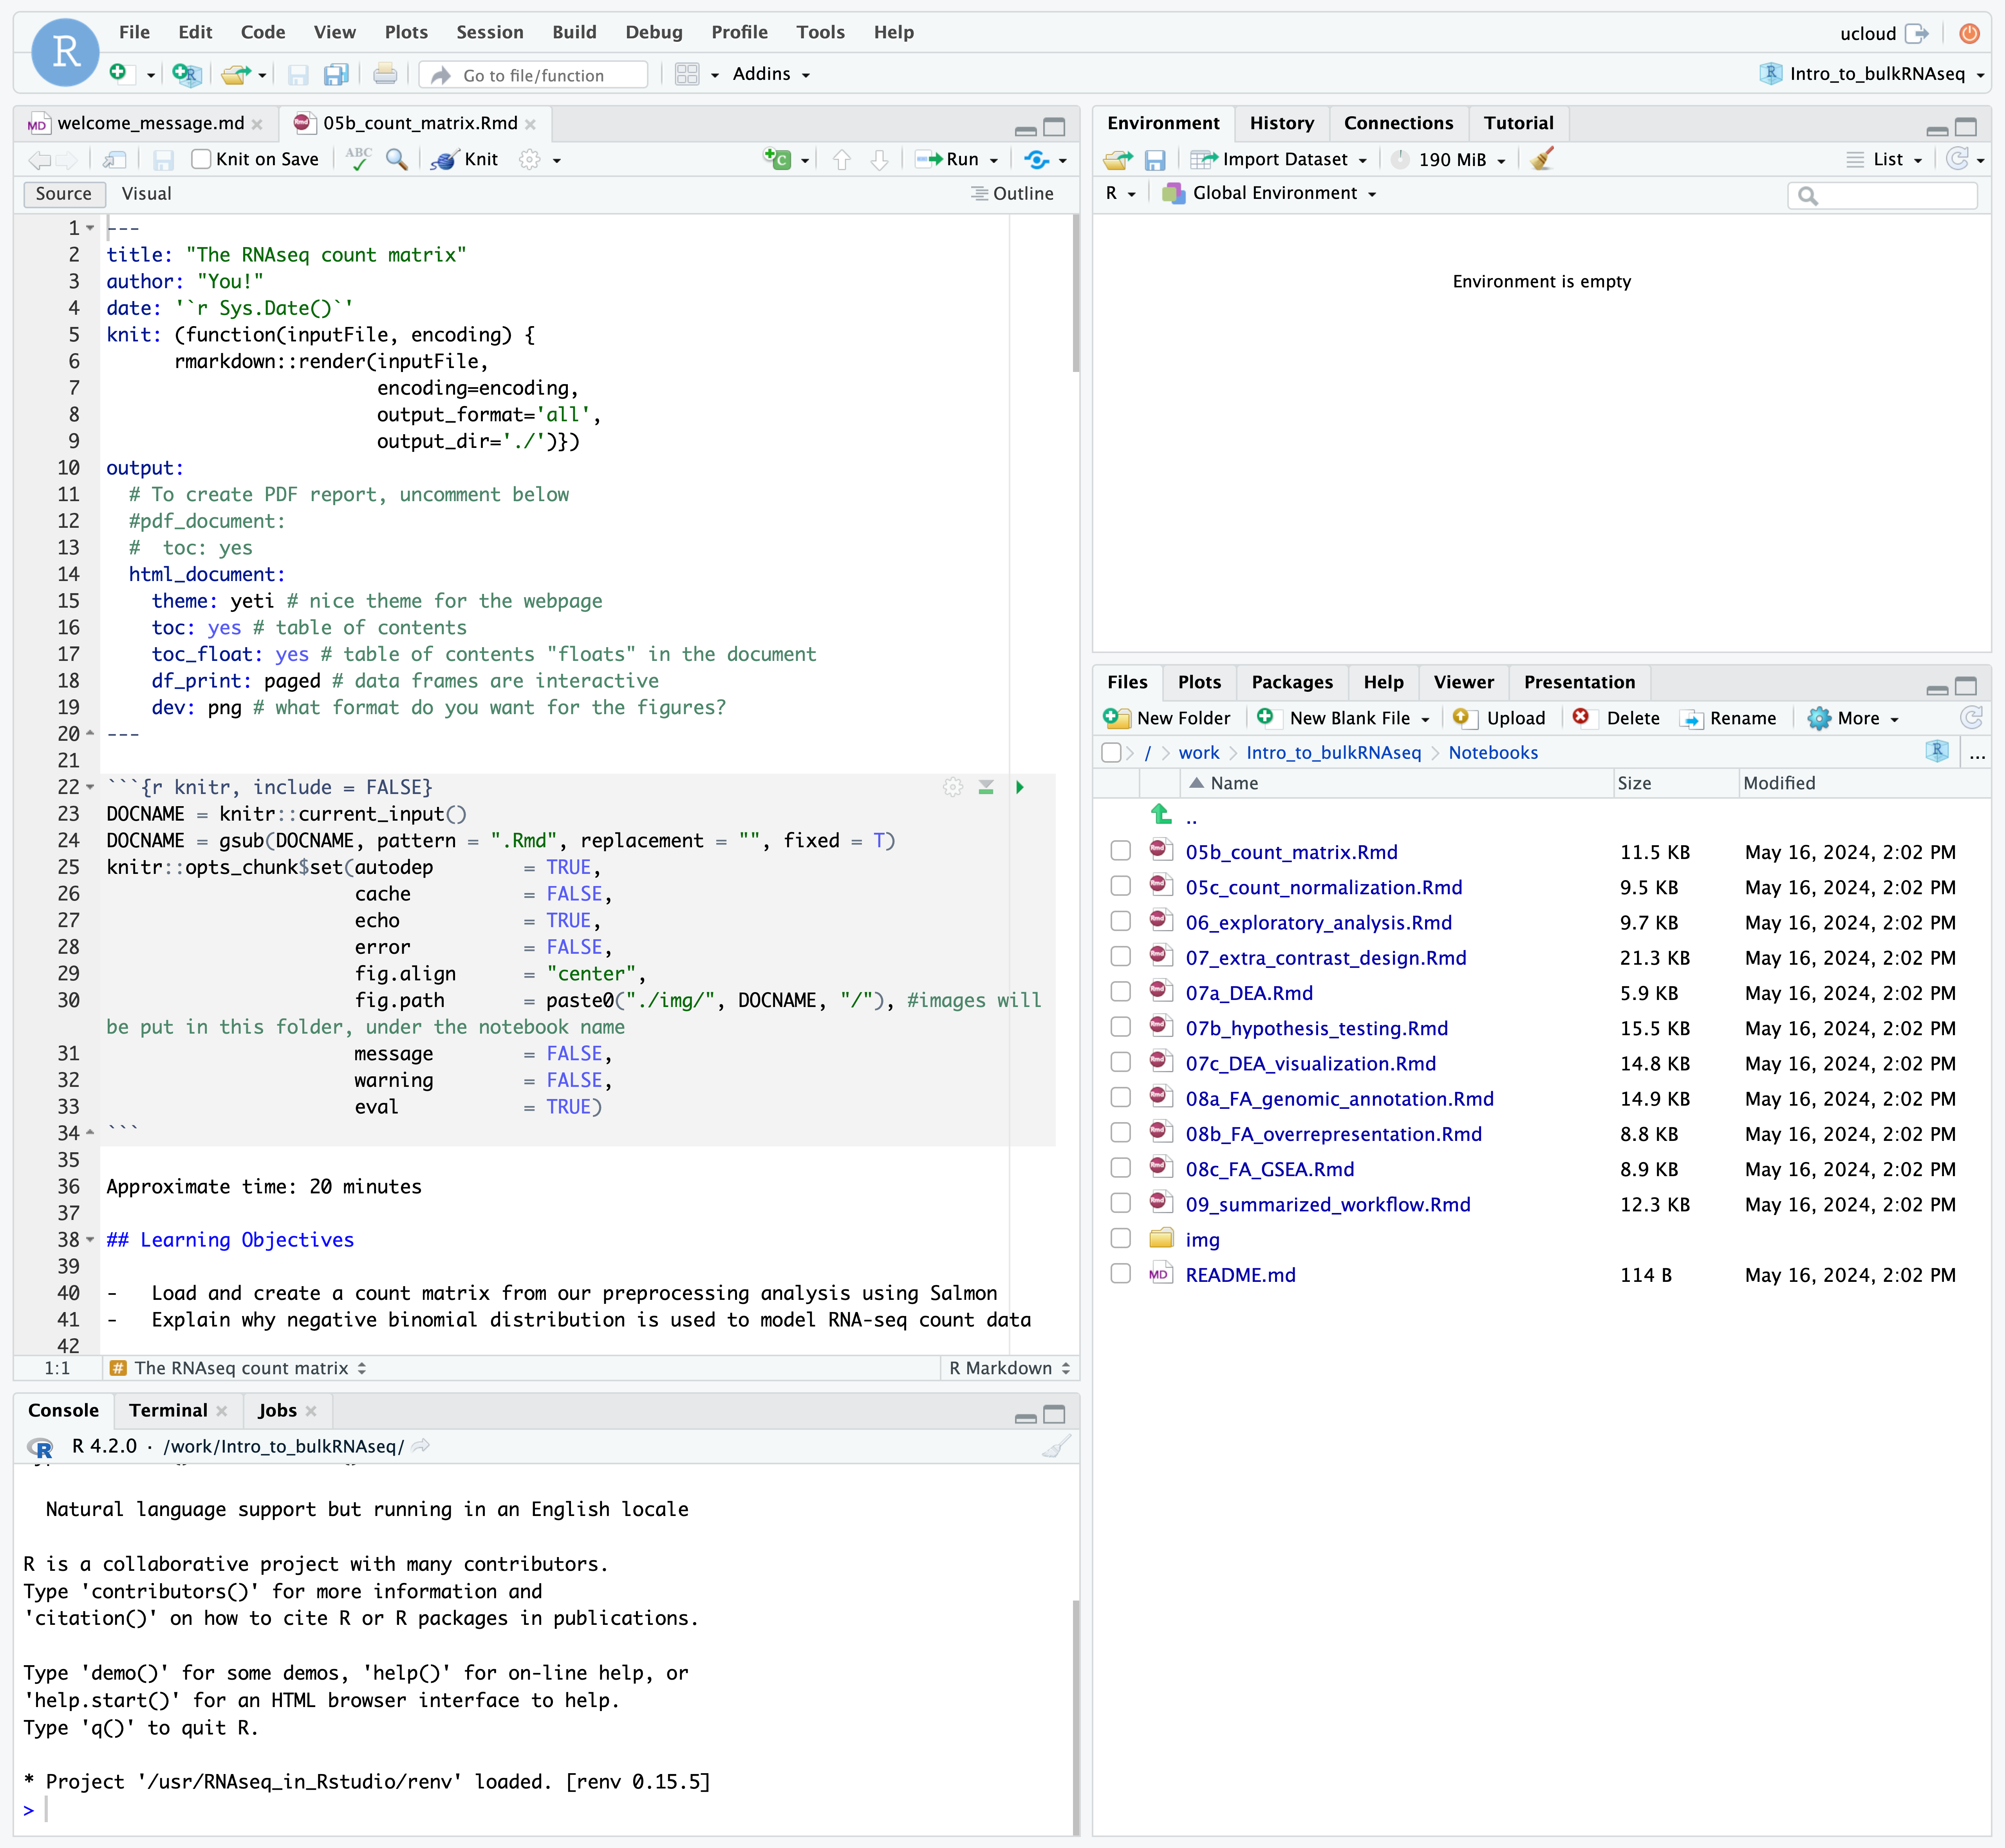 R
File Edit Code View Plots Session Build Debug Profile Tools Help
ucloud
Go to file/function
Addins
Intro_to_bulkRNAseq
welcome_message.md
05b_count_matrix.Rmd
Knit on Save
ABC
Knit
Run
Source
Visual
Outline
1 ---
2 title: "The RNAseq count matrix"
3 author: "You!"
4 date: '`r Sys.Date()`'
5 knit: (function(inputFile, encoding) {
6       rmarkdown::render(inputFile,
7                         encoding=encoding,
8                         output_format='all',
9                         output_dir='./')})
10 output:
11   # To create PDF report, uncomment below
12   #pdf_document:
13   #  toc: yes
14   html_document:
15     theme: yeti # nice theme for the webpage
16     toc: yes # table of contents
17     toc_float: yes # table of contents "floats" in the document
18     df_print: paged # data frames are interactive
19     dev: png # what format do you want for the figures?
20 ---
21
22 ```{r knitr, include = FALSE}
23 DOCNAME = knitr::current_input()
24 DOCNAME = gsub(DOCNAME, pattern = ".Rmd", replacement = "", fixed = T)
25 knitr::opts_chunk$set(autodep        = TRUE,
26                       cache          = FALSE,
27                       echo           = TRUE,
28                       error          = FALSE,
29                       fig.align      = "center",
30                       fig.path       = paste0("./img/", DOCNAME, "/"), #images will
be put in this folder, under the notebook name
31                       message        = FALSE,
32                       warning        = FALSE,
33                       eval           = TRUE)
34 ```
35
36 Approximate time: 20 minutes
37
38 ## Learning Objectives
39
40 -   Load and create a count matrix from our preprocessing analysis using Salmon
41 -   Explain why negative binomial distribution is used to model RNA-seq count data
42
1:1
# The RNAseq count matrix
R Markdown
Console Terminal Jobs
R 4.2.0 · /work/Intro_to_bulkRNAseq/
Natural language support but running in an English locale
R is a collaborative project with many contributors.
Type 'contributors()' for more information and
'citation()' on how to cite R or R packages in publications.
Type 'demo()' for some demos, 'help()' for on-line help, or
'help.start()' for an HTML browser interface to help.
Type 'q()' to quit R.
* Project '/usr/RNAseq_in_Rstudio/renv' loaded. [renv 0.15.5]
>
Environment History Connections Tutorial
Import Dataset
190 MiB
List
R
Global Environment
Environment is empty
Files Plots Packages Help Viewer Presentation
New Folder New Blank File Upload Delete Rename More
/ work Intro_to_bulkRNAseq Notebooks
R ...
Name Size Modified
..
05b_count_matrix.Rmd 11.5 KB May 16, 2024, 2:02 PM
05c_count_normalization.Rmd 9.5 KB May 16, 2024, 2:02 PM
06_exploratory_analysis.Rmd 9.7 KB May 16, 2024, 2:02 PM
07_extra_contrast_design.Rmd 21.3 KB May 16, 2024, 2:02 PM
07a_DEA.Rmd 5.9 KB May 16, 2024, 2:02 PM
07b_hypothesis_testing.Rmd 15.5 KB May 16, 2024, 2:02 PM
07c_DEA_visualization.Rmd 14.8 KB May 16, 2024, 2:02 PM
08a_FA_genomic_annotation.Rmd 14.9 KB May 16, 2024, 2:02 PM
08b_FA_overrepresentation.Rmd 8.8 KB May 16, 2024, 2:02 PM
08c_FA_GSEA.Rmd 8.9 KB May 16, 2024, 2:02 PM
09_summarized_workflow.Rmd 12.3 KB May 16, 2024, 2:02 PM
img
README.md 114 B May 16, 2024, 2:02 PM